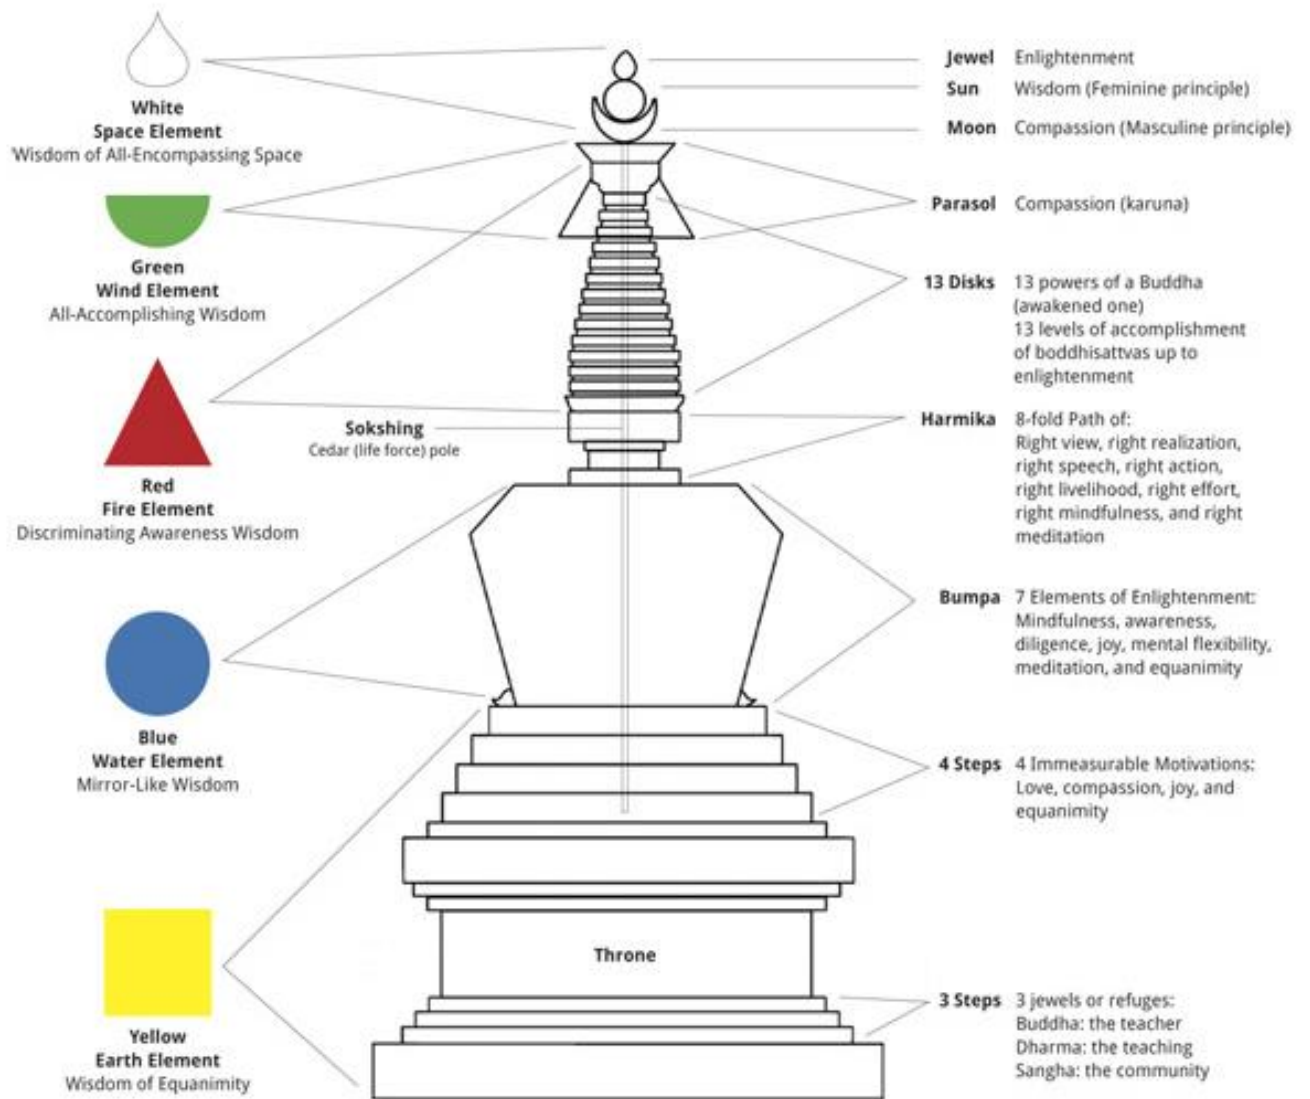 White
Space Element
'Wisdom of All-Encompassing Space
Green
Wind Element
All-Accomplishing Wisdom
Red
Fire Element
Discriminating Awareness Wisdom
Blue
Water Element
Mirror-Like Wisdom
Yellow
Earth Element
Wisdom of Equanimity
Sokshing
Cedar (life force) pole
Throne
Jewel Enlightenment
Sun Wisdom (Feminine principle)
Moon Compassion (Masculine principle)
Parasol Compassion (karuna)
13 Disks 13 powers of a Buddha
(awakened one)
13 levels of accomplishment
of boddhisattvas up to
enlightenment
Harmika 8-fold Path of:
Right view, right realization,
right speech, right action,
right livelihood, right effort,
right mindfulness, and right
meditation
Bumpa 7 Elements of Enlightenment:
Mindfulness, awareness,
diligence, joy, mental flexibility,
meditation, and equanimity
4 Steps 4 Immeasurable Motivations:
Love, compassion, joy, and
equanimity
3 Steps 3 jewels or refuges:
Buddha: the teacher
Dharma: the teaching
Sangha: the community